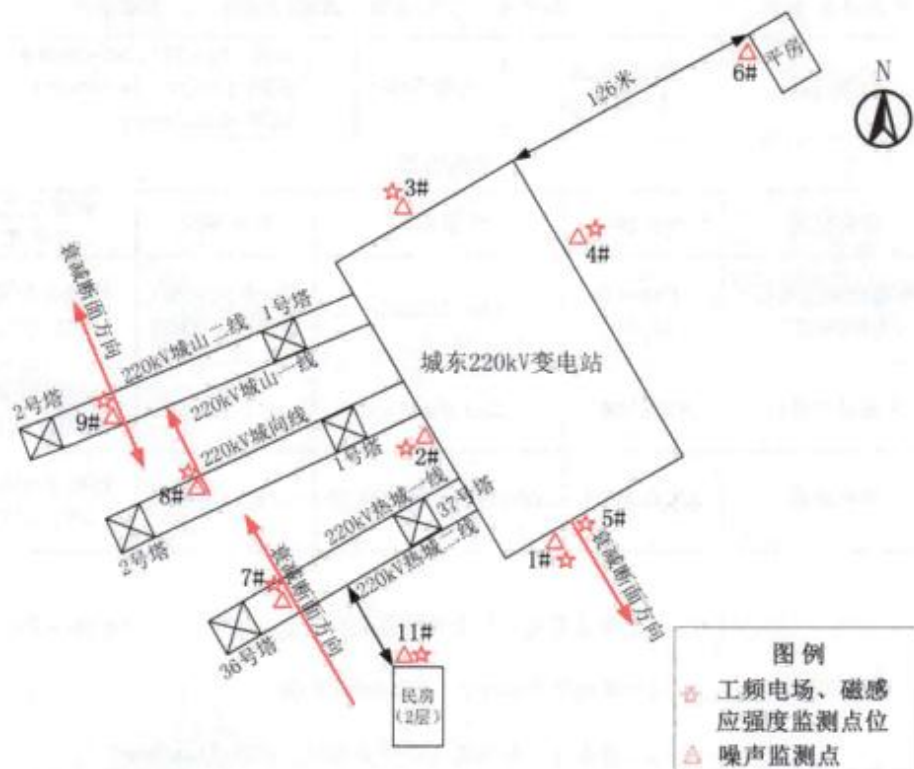 平房
6#
N
126米
3#
4#
衰减断面方向
220kV城山二线
1号塔
220kV城山一线
城东220kV变电站
2号塔
9#
220kV城向线
1号塔
2#
8#
220kV热城一线
37号塔
2号塔
220kV热城二线
7#
衰减断面方向
1#
5#
衰减断面方向
36号塔
11#
民房
(2层)
图例
工频电场、磁感
应强度监测点位
噪声监测点